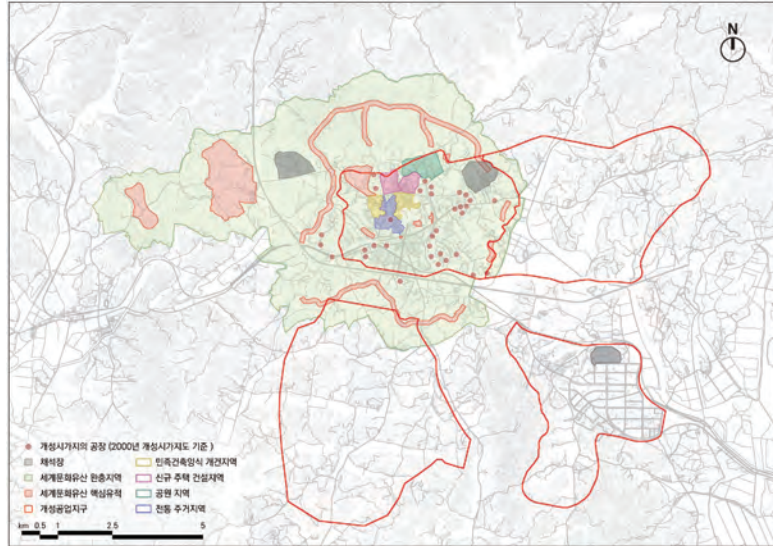 N
개성시가지의 공장 (2000년 개성시가지도 기준 )
채석장
민족건축양식 개건지역
세계문화유산 완충지역
신규 주택 건설지역
세계문화유산 핵심유적
공원 지역
개성공업지구
전통 주거지역
km 0.5 1 2.5 5